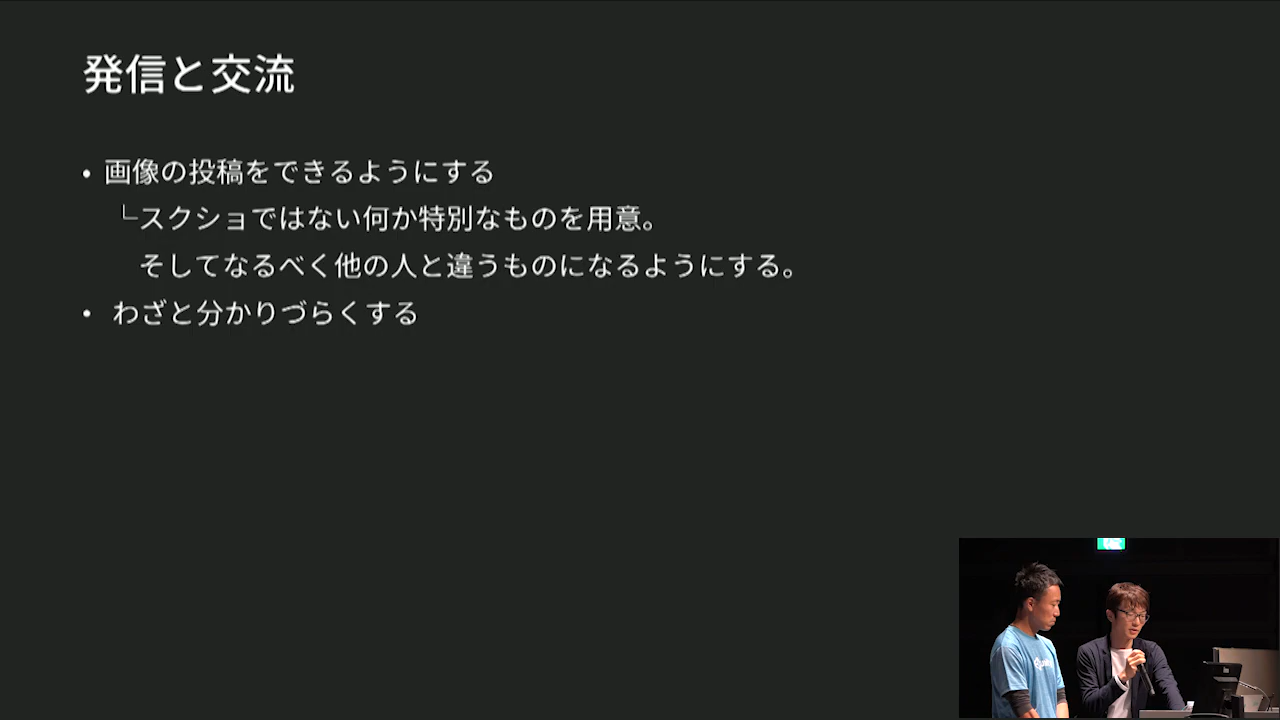 発信と交流
• 画像の投稿をできるようにする
└スクショではない何か特別なものを用意。
そしてなるべく他の人と違うものになるようにする。
• わざと分かりづらくする